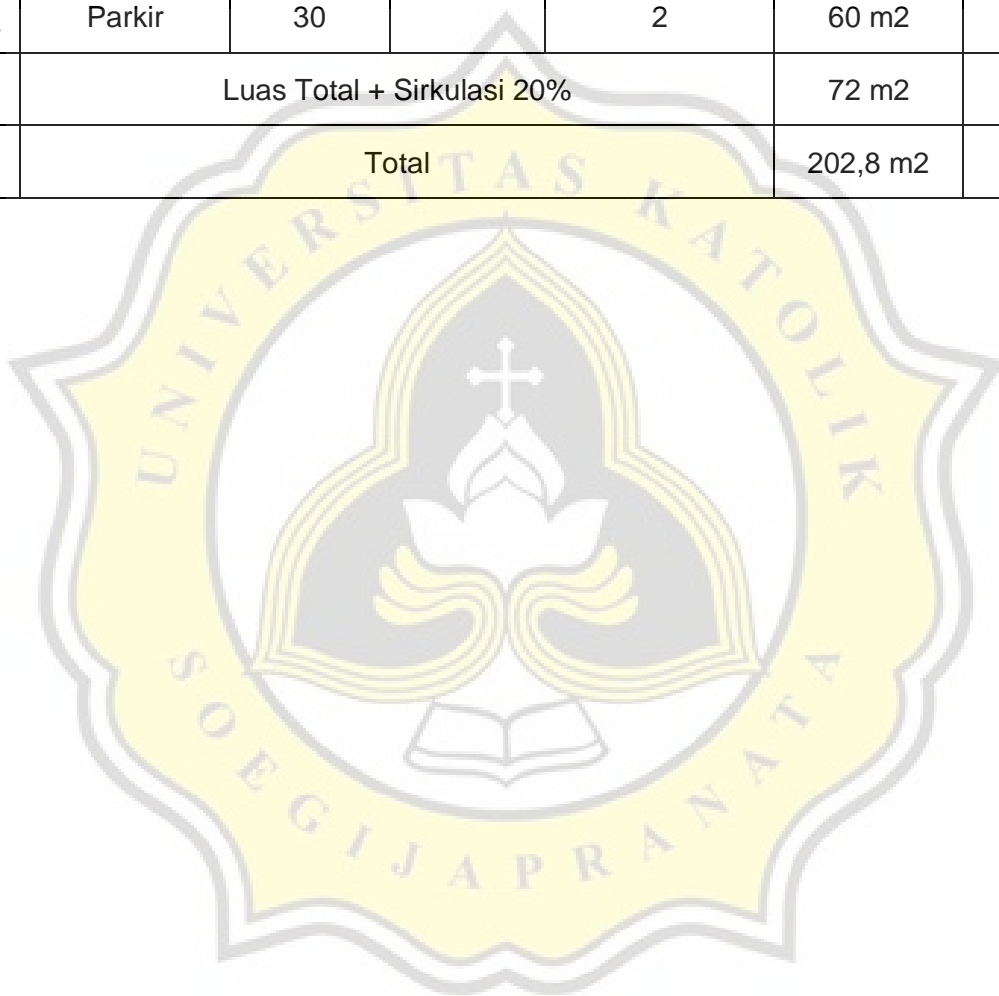 Parkir 30 2 60 m2
Luas Total + Sirkulasi 20% 72 m2
Total 202,8 m2
UNIVERSITAS KATOLIK
SOEGIJAPRANATA